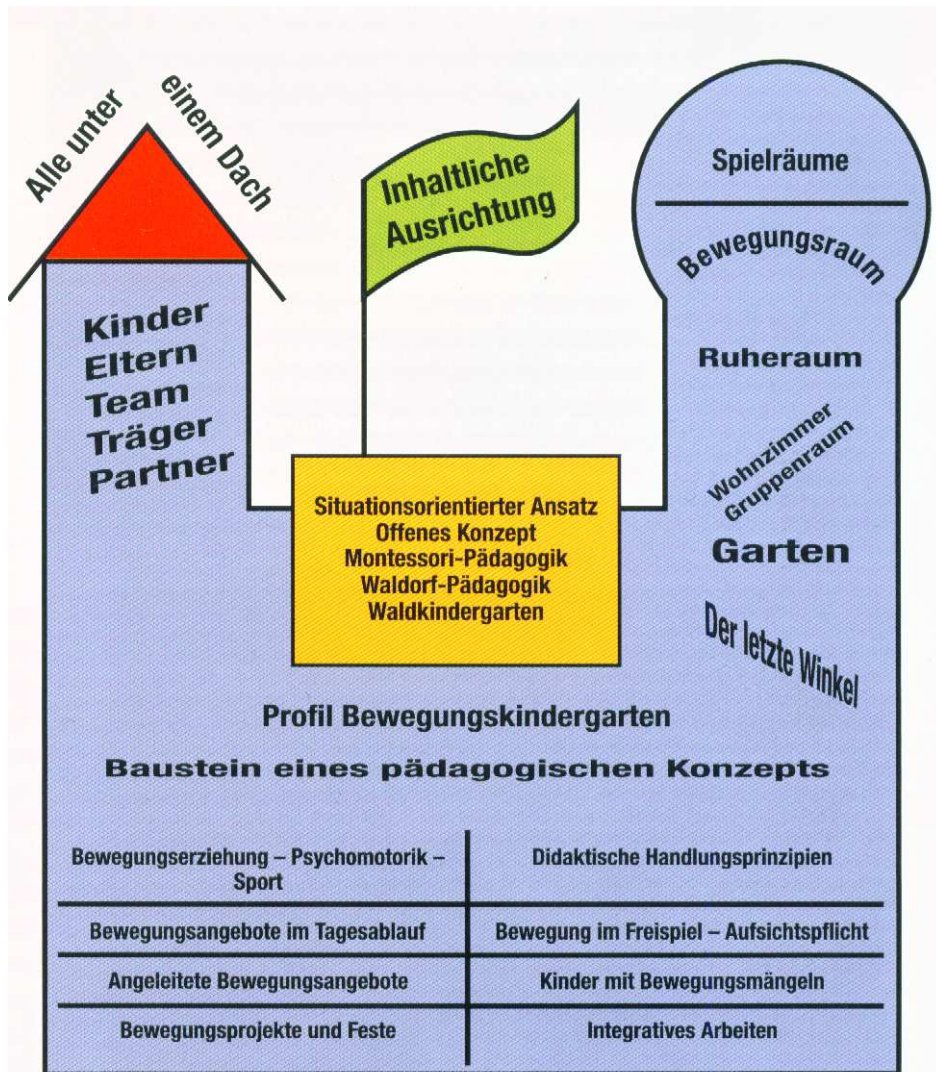 Alle unter einem Dach
Inhaltliche
Ausrichtung
Spielräume
Bewegungsraum
Kinder
Eltern
Team
Träger
Partner
Ruheraum
Wohnzimmer
Gruppenraum
Garten
Der letzte Winkel
Situationsorientierter Ansatz
Offenes Konzept
Montessori-Pädagogik
Waldorf-Pädagogik
Waldkindergarten
Profil Bewegungskindergarten
Baustein eines pädagogischen Konzepts
Bewegungserziehung – Psychomotorik –
Sport
Didaktische Handlungsprinzipien
Bewegungsangebote im Tagesablauf
Bewegung im Freispiel – Aufsichtspflicht
Angeleitete Bewegungsangebote
Kinder mit Bewegungsmängeln
Bewegungsprojekte und Feste
Integratives Arbeiten